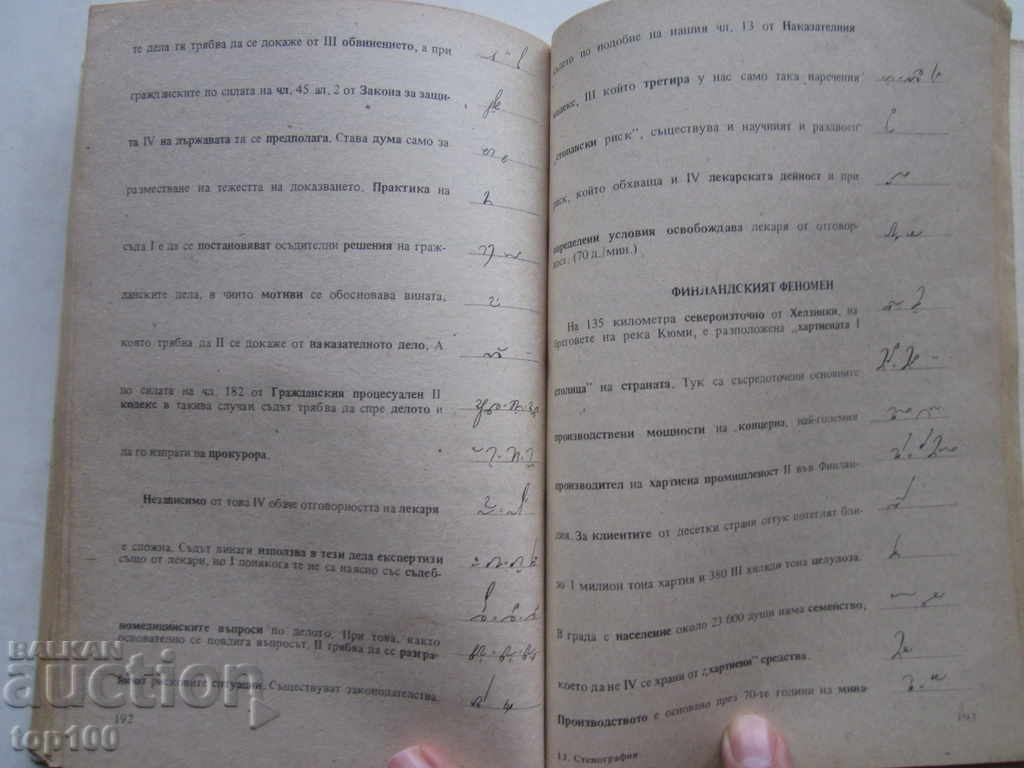 те дела тя трябва да се докаже от III обвинението, а при
гражданските по силата на чл. 45 ал. 2 от Закона за защи-
та IV на държавата тя се предполага. Става дума само за
разместване на тежестта на доказването. Практика на
съда I е да се постановяват осъдителни решения на граж-
данските дела, в чиито мотиви се обосновава вината,
която трябва да II се докаже от наказателното дело. А
по силата на чл. 182 от Гражданския процесуален II
кодекс в такива случаи съдът трябва да спре делото и
да го изпрати на прокурора.
Независимо от това IV обаче отговорността на лекаря
е сложна. Съдът винаги използва в тези дела експертизи
също от лекари, но I понякога те не са наясно със съдеб-
номедицинските въпроси по делото. При това, както
основателно се повдига въпросът, II трябва да се разгра-
рисковите ситуации. Съществуват законодателства.
192
където по подобие на нашия чл. 13 от Наказателния
кодекс, III който третира у нас само така наречения
„стопански риск", съществува и научният и
риск, който обхваща и IV лекарската дейност и при
определени условия освобождава лекаря от отговор-
ност. (70 д./мин.)
ФИНЛАНДСКИЯТ ФЕНОМЕН
На 135 километра североизточно от Хелзинки, на
бреговете на река Кюми, е разположена „хартиената I
столица" на страната. Тук са съсредоточени основните
производствени мощности на концерна, най-големия
производител на хартиена промишленост II във Финлан-
дия. За клиентите от десетки страни оттук потеглят бли-
зо 1 милион тона хартия и 380 III хиляди тона целулоза.
В града с население около 23 000 души няма семейство,
което да не IV се храни от „хартиени" средства.
Производството е основано през 70-те години на мина-
193
13. Стенография
BALKAN
auction
top100